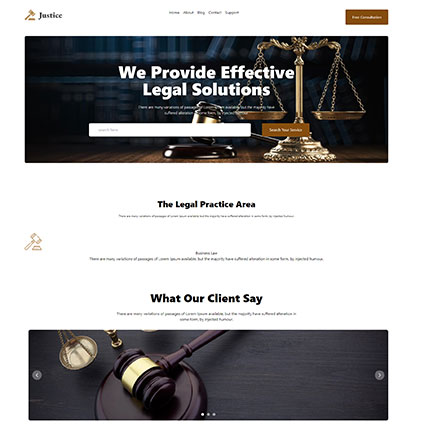 Justice
Home About Blog Contact Support
Free Consultation
We Provide Effective
Legal Solutions
There are many variations of passages of Lorem Ipsum available, but the majority have
suffered alteration in some form, by injected humour.
search here
Search Your Service
The Legal Practice Area
There are many variations of passages of Lorem Ipsum available but the majority have suffered alteration in some form, by injected humour.
Business Law
There are many variations of passages of Lorem Ipsum available, but the majority have suffered alteration in some form, by injected humour.
What Our Client Say
There are many variations of passages of Lorem Ipsum available, but the majority have suffered alteration in
some form, by injected humour.